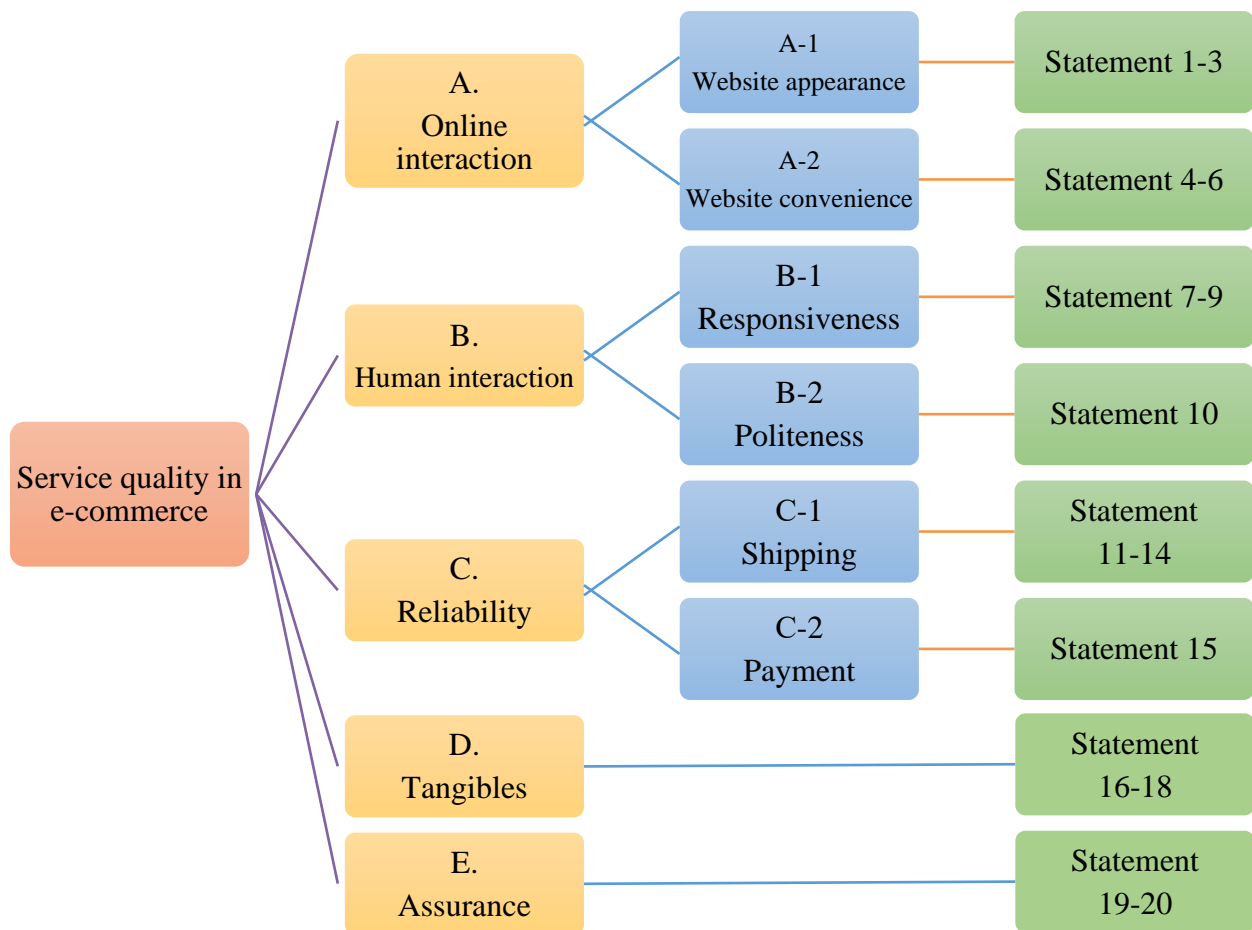 Service quality in
e-commerce
A.
Online
interaction
A-1
Website appearance
Statement 1-3
A-2
Website convenience
Statement 4-6
B.
Human interaction
B-1
Responsiveness
Statement 7-9
B-2
Politeness
Statement 10
C.
Reliability
C-1
Shipping
Statement
11-14
C-2
Payment
Statement 15
D.
Tangibles
Statement
16-18
E.
Assurance
Statement
19-20